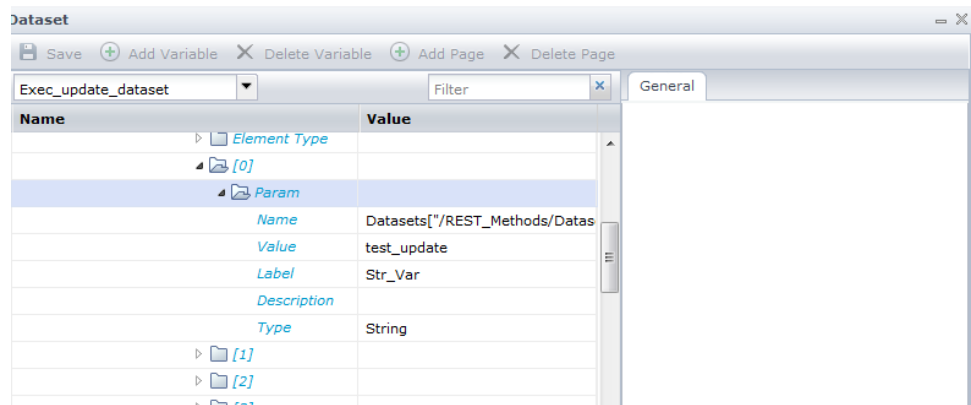 Dataset
Save Add Variable Delete Variable Add Page Delete Page
Exec_update_dataset Filter General
Name Value
Element Type
[0]
Param
Name Datasets["/REST_Methods/Datas
Value test_update
Label Str_Var
Description
Type String
[1]
[2]